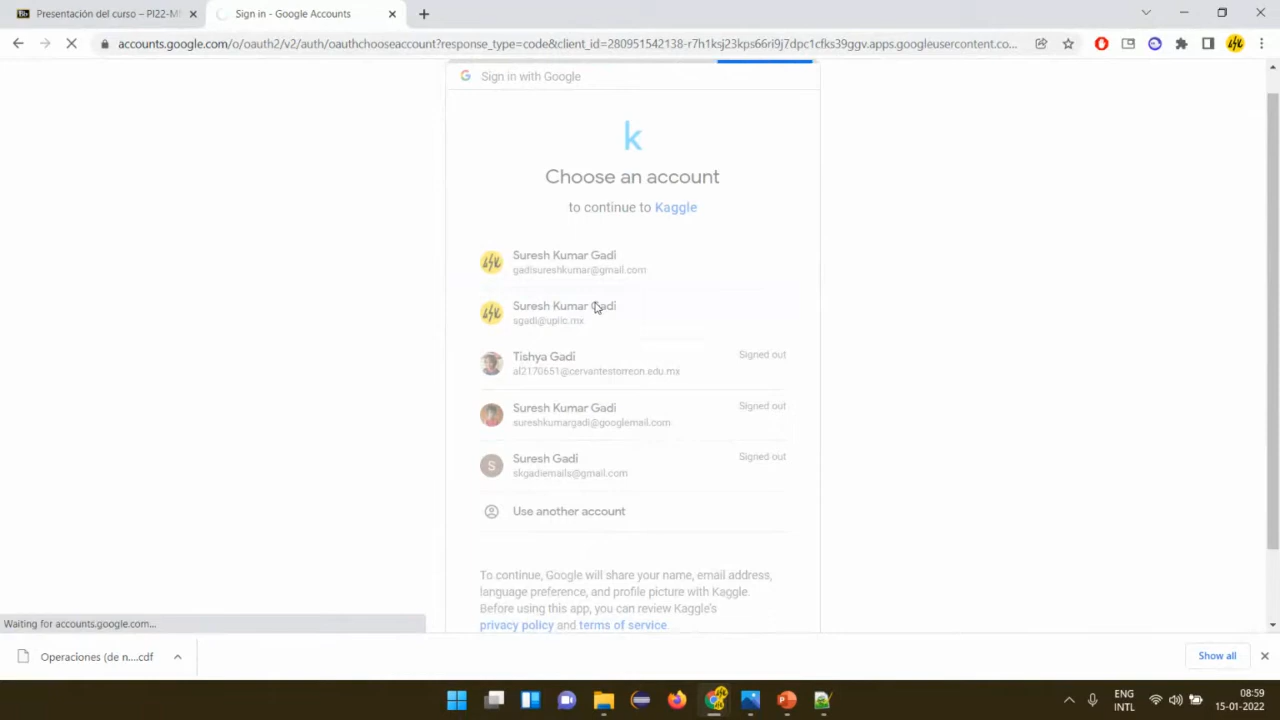 Presentación del curso – PI22-M
Sign in - Google Accounts
accounts.google.com/o/oauth2/v2/auth/oauthchooseaccount?response_type=code&client_id=280951542138-r7h1ksj23kps66ri9j7dpc1cfks39ggv.apps.googleusercontent.co...
Sign in with Google
k
Choose an account
to continue to Kaggle
Suresh Kumar Gadi
gadisureshkumar@gmail.com
Suresh Kumar Gadi
sgadi@upiic.mx
Tishya Gadi
Signed out
al2170651@cervantestorreon.edu.mx
Suresh Kumar Gadi
Signed out
sureshkumargadi@googlemail.com
S
Suresh Gadi
Signed out
skgadiemails@gmail.com
Use another account
To continue, Google will share your name, email address,
language preference, and profile picture with Kaggle.
Before using this app, you can review Kaggle's
privacy policy and terms of service.
Waiting for accounts.google.com...
Operaciones (de n....cdf
Show all
ENG
INTL
08:59
15-01-2022